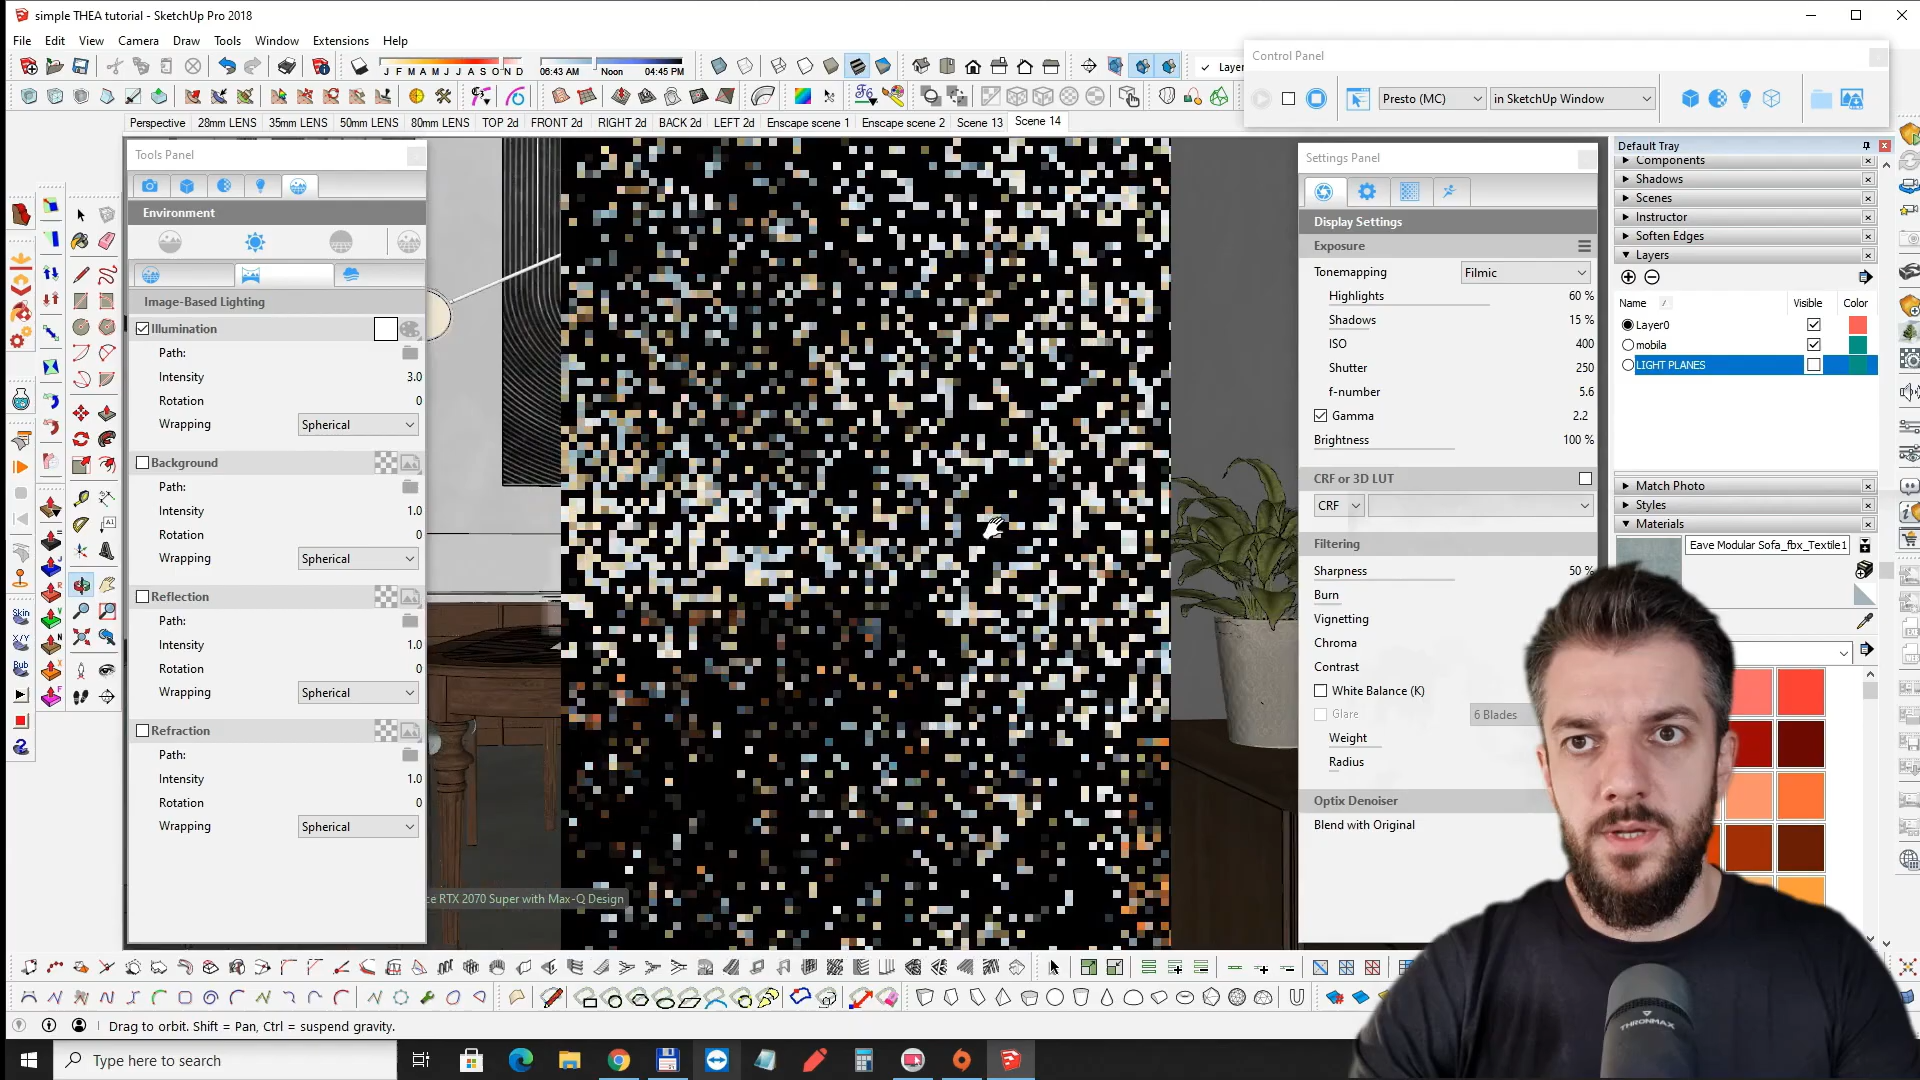 simple THEA tutorial - SketchUp Pro 2018
File Edit View Camera Draw Tools Window Extensions Help
Control Panel
J F M A M J J A S O N D
06:43 AM Noon 04:45 PM
Layer
Presto (MC)
in SketchUp Window
Perspective 28mm LENS 35mm LENS 50mm LENS 80mm LENS TOP 2d FRONT 2d RIGHT 2d BACK 2d LEFT 2d Enscape scene 1 Enscape scene 2 Scene 13 Scene 14
Tools Panel
Environment
Image-Based Lighting
Illumination
Path:
Intensity 3.0
Rotation 0
Wrapping Spherical
Background
Path:
Intensity 1.0
Rotation 0
Wrapping Spherical
Reflection
Path:
Intensity 1.0
Rotation 0
Wrapping Spherical
Refraction
Path:
Intensity 1.0
Rotation 0
Wrapping Spherical
ce RTX 2070 Super with Max-Q Design
Settings Panel
Display Settings
Exposure
Tonemapping Filmic
Highlights 60 %
Shadows 15 %
ISO 400
Shutter 250
f-number 5.6
Gamma 2.2
Brightness 100 %
CRF or 3D LUT
CRF
Filtering
Sharpness 50 %
Burn
Vignetting
Chroma
Contrast
White Balance (K)
Glare 6 Blades
Weight
Radius
Optix Denoiser
Blend with Original
Default Tray
Components
Shadows
Scenes
Instructor
Soften Edges
Layers
Name Visible Color
Layer0
mobila
LIGHT PLANES
Match Photo
Styles
Materials
Eave Modular Sofa_fbx_Textile1
Skin
X/Y
Bub
THRONMAX
Drag to orbit. Shift = Pan, Ctrl = suspend gravity.
Type here to search